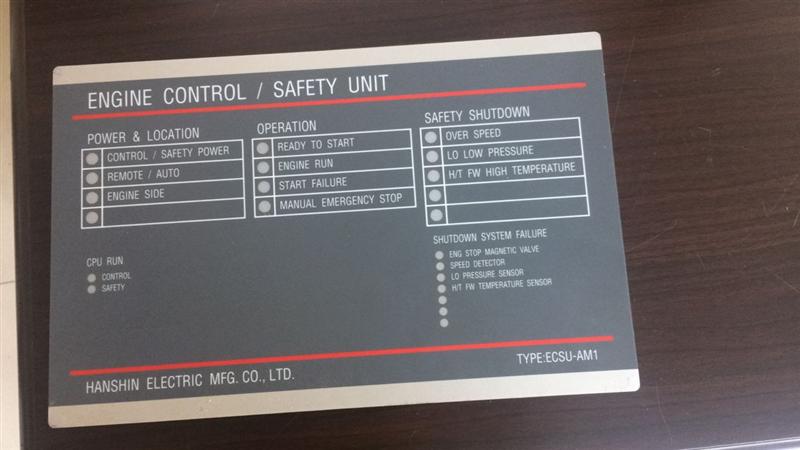 ENGINE CONTROL / SAFETY UNIT
POWER & LOCATION
CONTROL / SAFETY POWER
REMOTE / AUTO
ENGINE SIDE
OPERATION
READY TO START
ENGINE RUN
START FAILURE
MANUAL EMERGENCY STOP
SAFETY SHUTDOWN
OVER SPEED
LO LOW PRESSURE
H/T FW HIGH TEMPERATURE
CPU RUN
CONTROL
SAFETY
SHUTDOWN SYSTEM FAILURE
ENG STOP MAGNETIC VALVE
SPEED DETECTOR
LO PRESSURE SENSOR
H/T FW TEMPERATURE SENSOR
HANSHIN ELECTRIC MFG. CO., LTD.
TYPE:ECSU-AM1